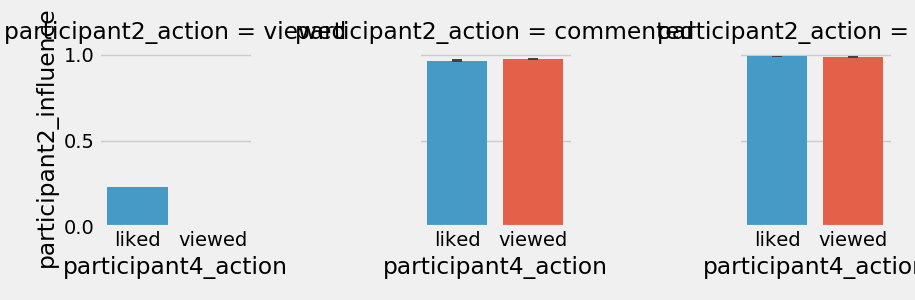 participant2_action = viewed
participant2_action = commented
participant2_action =
participant2_influence
1.0
0.5
0.0
liked viewed
liked viewed
liked viewed
participant4_action
participant4_action
participant4_action